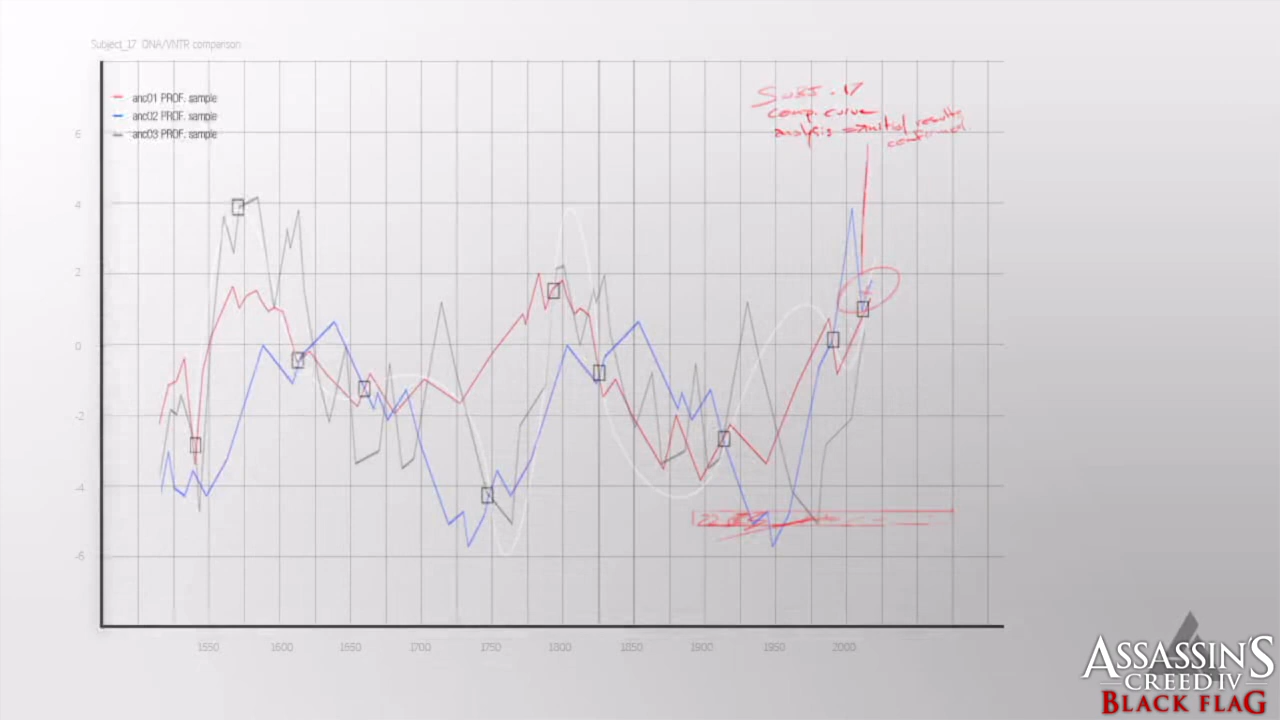 Subject_17 DNA/VNTR comparison
anc01 PROF. sample
anc02 PROF. sample
anc03 PROF. sample
SUBJ. 17
comp. curve
analysis results
confirmed.
6
4
2
0
-2
-4
-6
1550
1600
1650
1700
1750
1800
1850
1900
1950
2000
ASSASSIN'S
CREED IV
BLACK FLAG